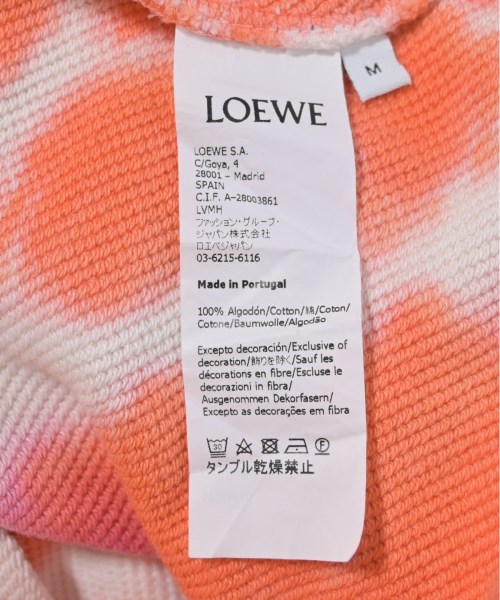 M
LOEWE
LOEWE S.A.
C/Goya, 4
28001 – Madrid
SPAIN
C.I.F. A-28003861
LVMH
ファッション・グループ・
ジャパン株式会社
ロエベジャパン
03-6215-6116
Made in Portugal
100% Algodón/Cotton/綿/Coton/
Cotone/Baumwolle/Algodão
Excepto decoración/Exclusive of
decoration/飾りを除く/Sauf les
décorations en fibre/Escluse le
decorazioni in fibra/
Ausgenommen Dekorfasern/
Excepto as decorações em fibra
30 F
タンブル乾燥禁止